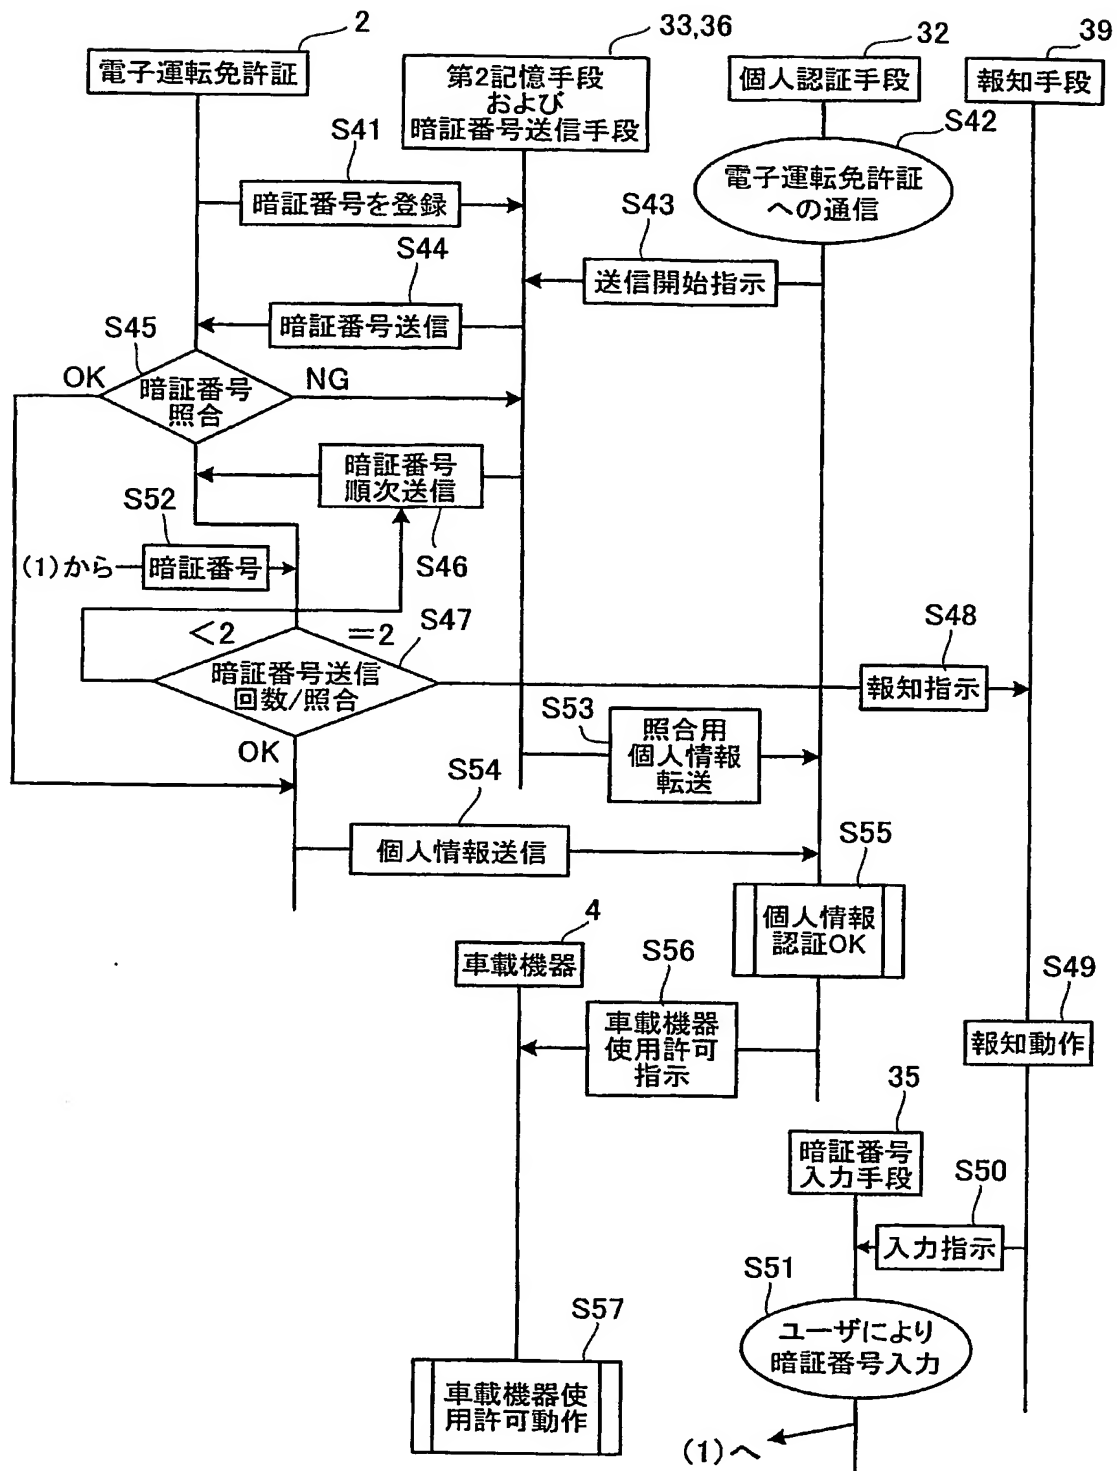 2
33,36
32
39
電子運転免許証
第2記憶手段
および
暗証番号送信手段
個人認証手段
報知手段
S41
S42
暗証番号を登録
電子運転免許証
への通信
S43
S44
送信開始指示
S45
暗証番号送信
OK
NG
暗証番号
照合
暗証番号
順次送信
S52
S46
(1)から
暗証番号
<2
=2
S47
S48
暗証番号送信
回数/照合
報知指示
S53
照合用
個人情報
転送
OK
S54
個人情報送信
S55
個人情報
認証OK
4
車載機器
S56
S49
車載機器
使用許可
指示
報知動作
35
暗証番号
入力手段
S50
入力指示
S51
ユーザにより
暗証番号入力
S57
車載機器使
用許可動作
(1)へ